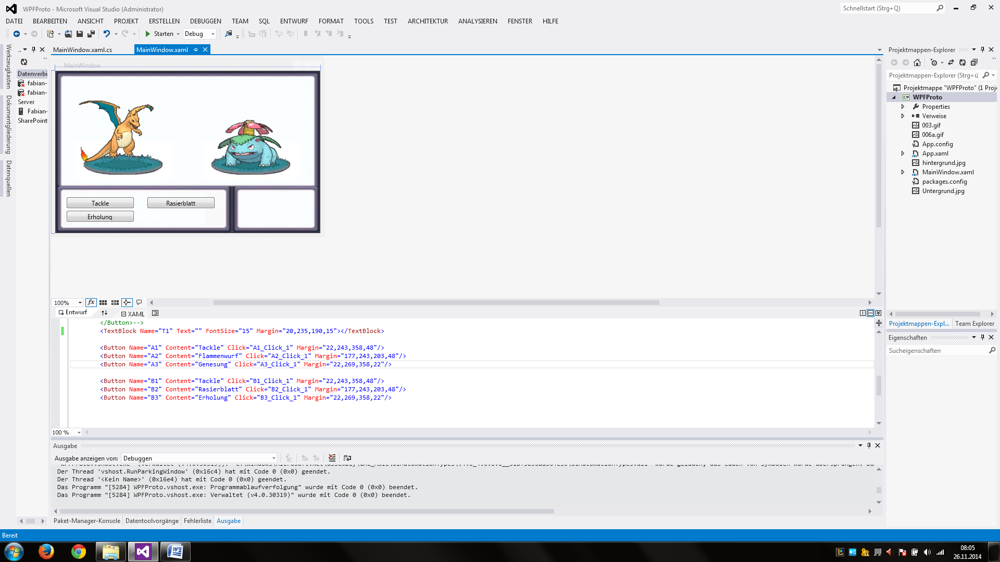 WPFProto - Microsoft Visual Studio (Administrator)
Schnellstart (Strg+Q)
DATEI BEARBEITEN ANSICHT PROJEKT ERSTELLEN DEBUGGEN TEAM SQL ENTWURF FORMAT TOOLS TEST ARCHITEKTUR ANALYSIEREN FENSTER HILFE
Starten Debug
Werkzeugkasten
Dokumentgliederung
Datenquellen
Datenverbi
fabian-
fabian-
Server
Fabian-
SharePoint
MainWindow.xaml.cs MainWindow.xaml
MainWindow
Tackle Rasierblatt
Erholung
100%
Entwurf XAML
</Button>-->
<TextBlock Name="T1" Text="" FontSize="15" Margin="20,235,190,15"></TextBlock>
<Button Name="A1" Content="Tackle" Click="A1_Click_1" Margin="22,243,358,48"/>
<Button Name="A2" Content="Flammenwurf" Click="A2_Click_1" Margin="177,243,203,48"/>
<Button Name="A3" Content="Genesung" Click="A3_Click_1" Margin="22,269,358,22"/>
<Button Name="B1" Content="Tackle" Click="B1_Click_1" Margin="22,243,358,48"/>
<Button Name="B2" Content="Rasierblatt" Click="B2_Click_1" Margin="177,243,203,48"/>
<Button Name="B3" Content="Erholung" Click="B3_Click_1" Margin="22,269,358,22"/>
100 %
Ausgabe
Ausgabe anzeigen von: Debuggen
Der Thread 'vshost.RunParkingWindow' (0x16c4) hat mit Code 0 (0x0) geendet.
Der Thread '<Kein Name>' (0x16e4) hat mit Code 0 (0x0) geendet.
Das Programm "[5284] WPFProto.vshost.exe: Programmablaufverfolgung" wurde mit Code 0 (0x0) beendet.
Das Programm "[5284] WPFProto.vshost.exe: Verwaltet (v4.0.30319)" wurde mit Code 0 (0x0) beendet.
Paket-Manager-Konsole Datentoolvorgänge Fehlerliste Ausgabe
Projektmappen-Explorer
Projektmappen-Explorer (Strg+ü)
Projektmappe "WPFProto" (1 Proje
WPFProto
Properties
Verweise
003.gif
006a.gif
App.config
App.xaml
hintergrund.jpg
MainWindow.xaml
packages.config
Untergrund.jpg
Projektmappen-Expl... Team Explorer
Eigenschaften
Sucheigenschaften
Bereit
08:05
26.11.2014